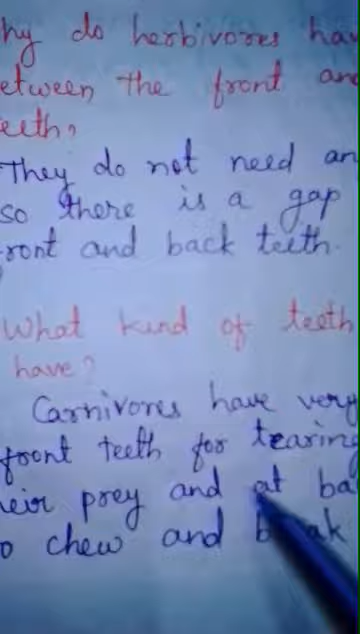 hy do herbivores hav
etween the front an
eeth?
They do not need an
so there is a gap
ront and back teeth.
What kind of teeth
have?
Carnivores have very
front teeth for tearing
heir prey and at ba
o chew and b ak